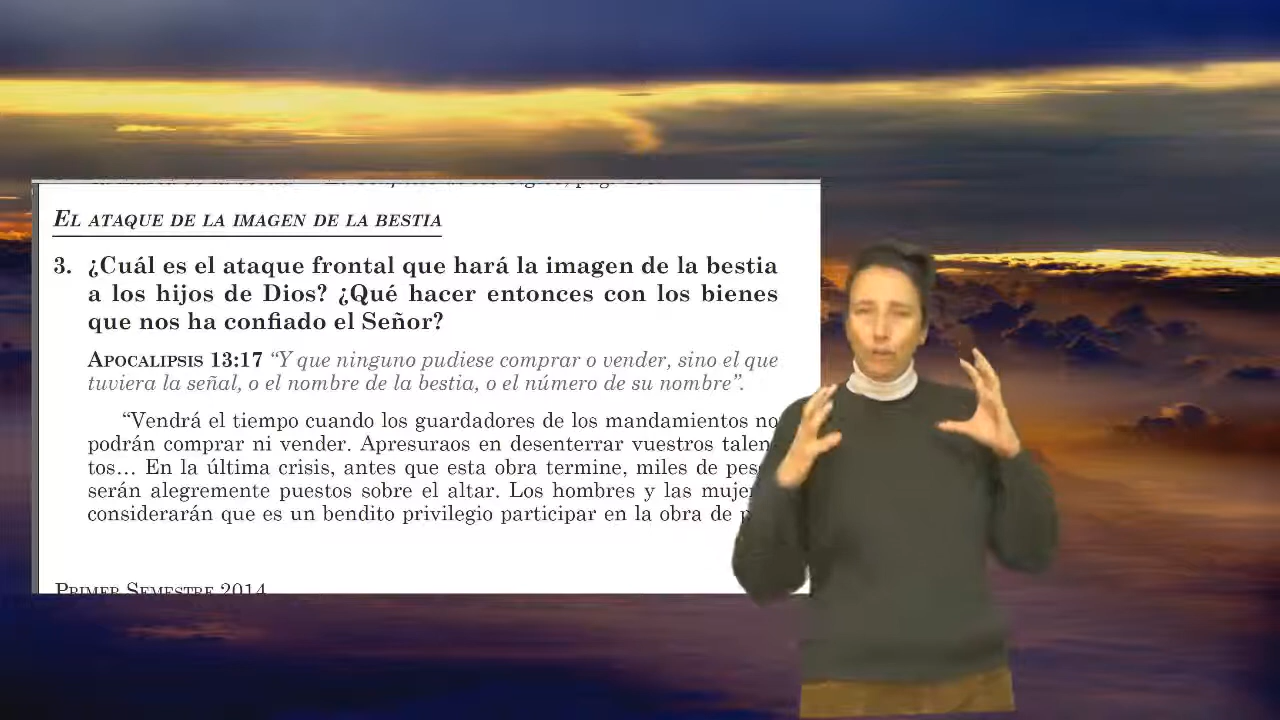 El ataque de la imagen de la bestia
3. ¿Cuál es el ataque frontal que hará la imagen de la bestia
a los hijos de Dios? ¿Qué hacer entonces con los bienes
que nos ha confiado el Señor?
Apocalipsis 13:17 “Y que ninguno pudiese comprar o vender, sino el que
tuviera la señal, o el nombre de la bestia, o el número de su nombre”.
“Vendrá el tiempo cuando los guardadores de los mandamientos no
podrán comprar ni vender. Apresuraos en desenterrar vuestros talen-
tos... En la última crisis, antes que esta obra termine, miles de
serán alegremente puestos sobre el altar. Los hombres y las
considerarán que es un bendito privilegio participar en la obra de
Primer Semestre 2014